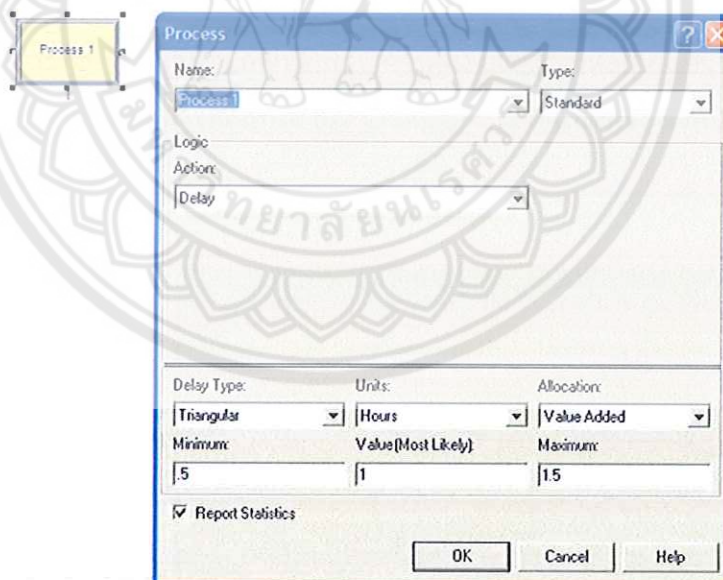 Process 1
Process
Name:
Type:
Process 1
Standard
Logic
Action:
Delay
Delay Type:
Units:
Allocation:
Triangular
Hours
Value Added
Minimum:
Value(Most Likely):
Maximum:
.5
1
1.5
Report Statistics
OK
Cancel
Help